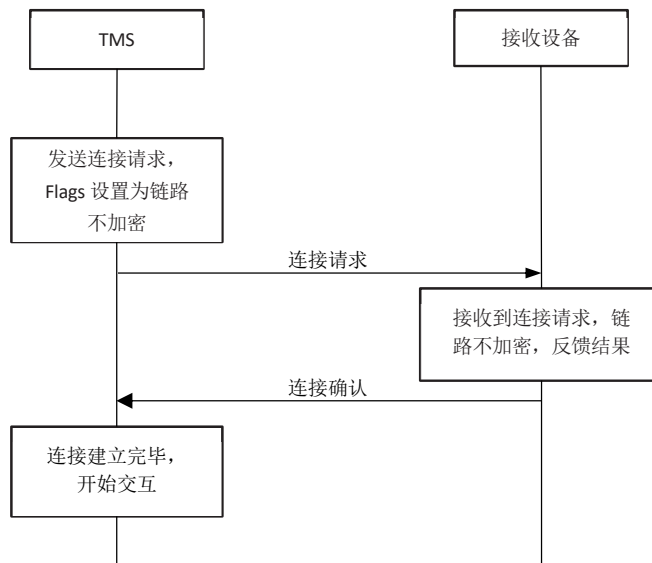 TMS
接收设备
发送连接请求，
Flags 设置为链路
不加密
连接请求
接收到连接请求，链
路不加密，反馈结果
连接确认
连接建立完毕，
开始交互